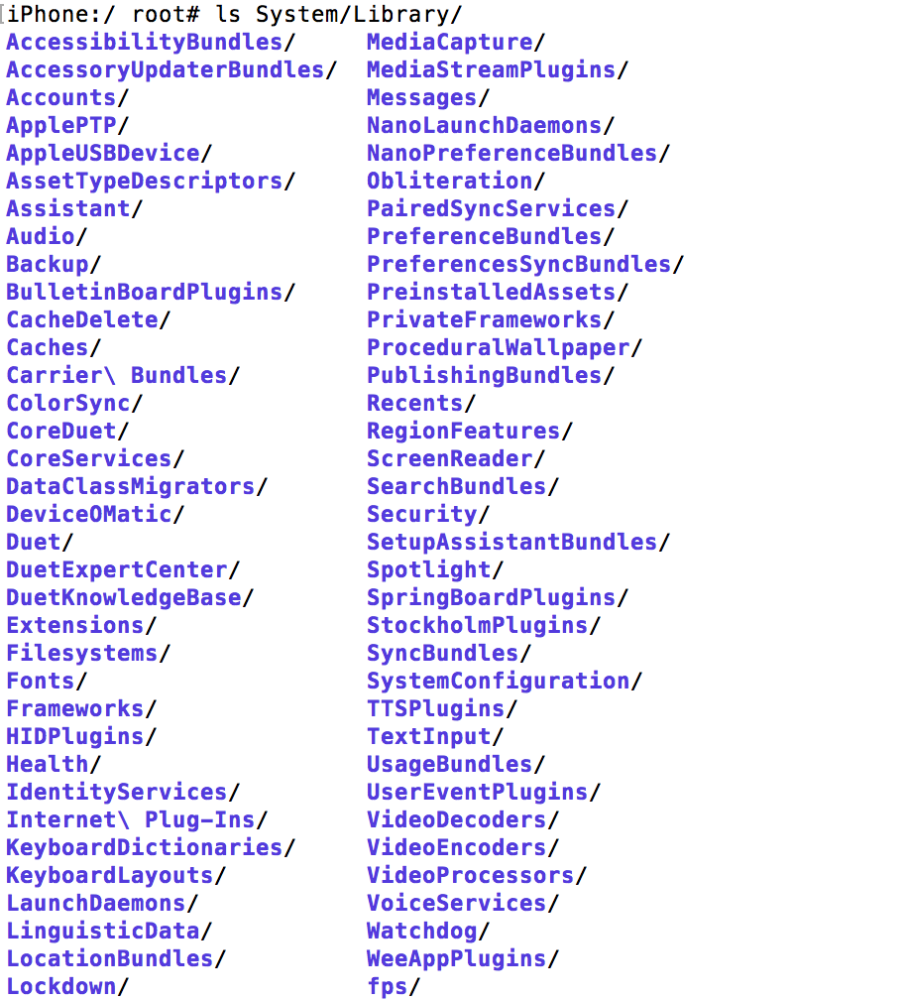 [iPhone:/ root# ls System/Library/
AccessibilityBundles/ MediaCapture/
AccessoryUpdaterBundles/ MediaStreamPlugins/
Accounts/ Messages/
ApplePTP/ NanoLaunchDaemons/
AppleUSBDevice/ NanoPreferenceBundles/
AssetTypeDescriptors/ Obliteration/
Assistant/ PairedSyncServices/
Audio/ PreferenceBundles/
Backup/ PreferencesSyncBundles/
BulletinBoardPlugins/ PreinstalledAssets/
CacheDelete/ PrivateFrameworks/
Caches/ ProceduralWallpaper/
Carrier\ Bundles/ PublishingBundles/
ColorSync/ Recents/
CoreDuet/ RegionFeatures/
CoreServices/ ScreenReader/
DataClassMigrators/ SearchBundles/
DeviceOMatic/ Security/
Duet/ SetupAssistantBundles/
DuetExpertCenter/ Spotlight/
DuetKnowledgeBase/ SpringBoardPlugins/
Extensions/ StockholmPlugins/
Filesystems/ SyncBundles/
Fonts/ SystemConfiguration/
Frameworks/ TTSPlugins/
HIDPlugins/ TextInput/
Health/ UsageBundles/
IdentityServices/ UserEventPlugins/
Internet\ Plug-Ins/ VideoDecoders/
KeyboardDictionaries/ VideoEncoders/
KeyboardLayouts/ VideoProcessors/
LaunchDaemons/ VoiceServices/
LinguisticData/ Watchdog/
LocationBundles/ WeeAppPlugins/
Lockdown/ fps/